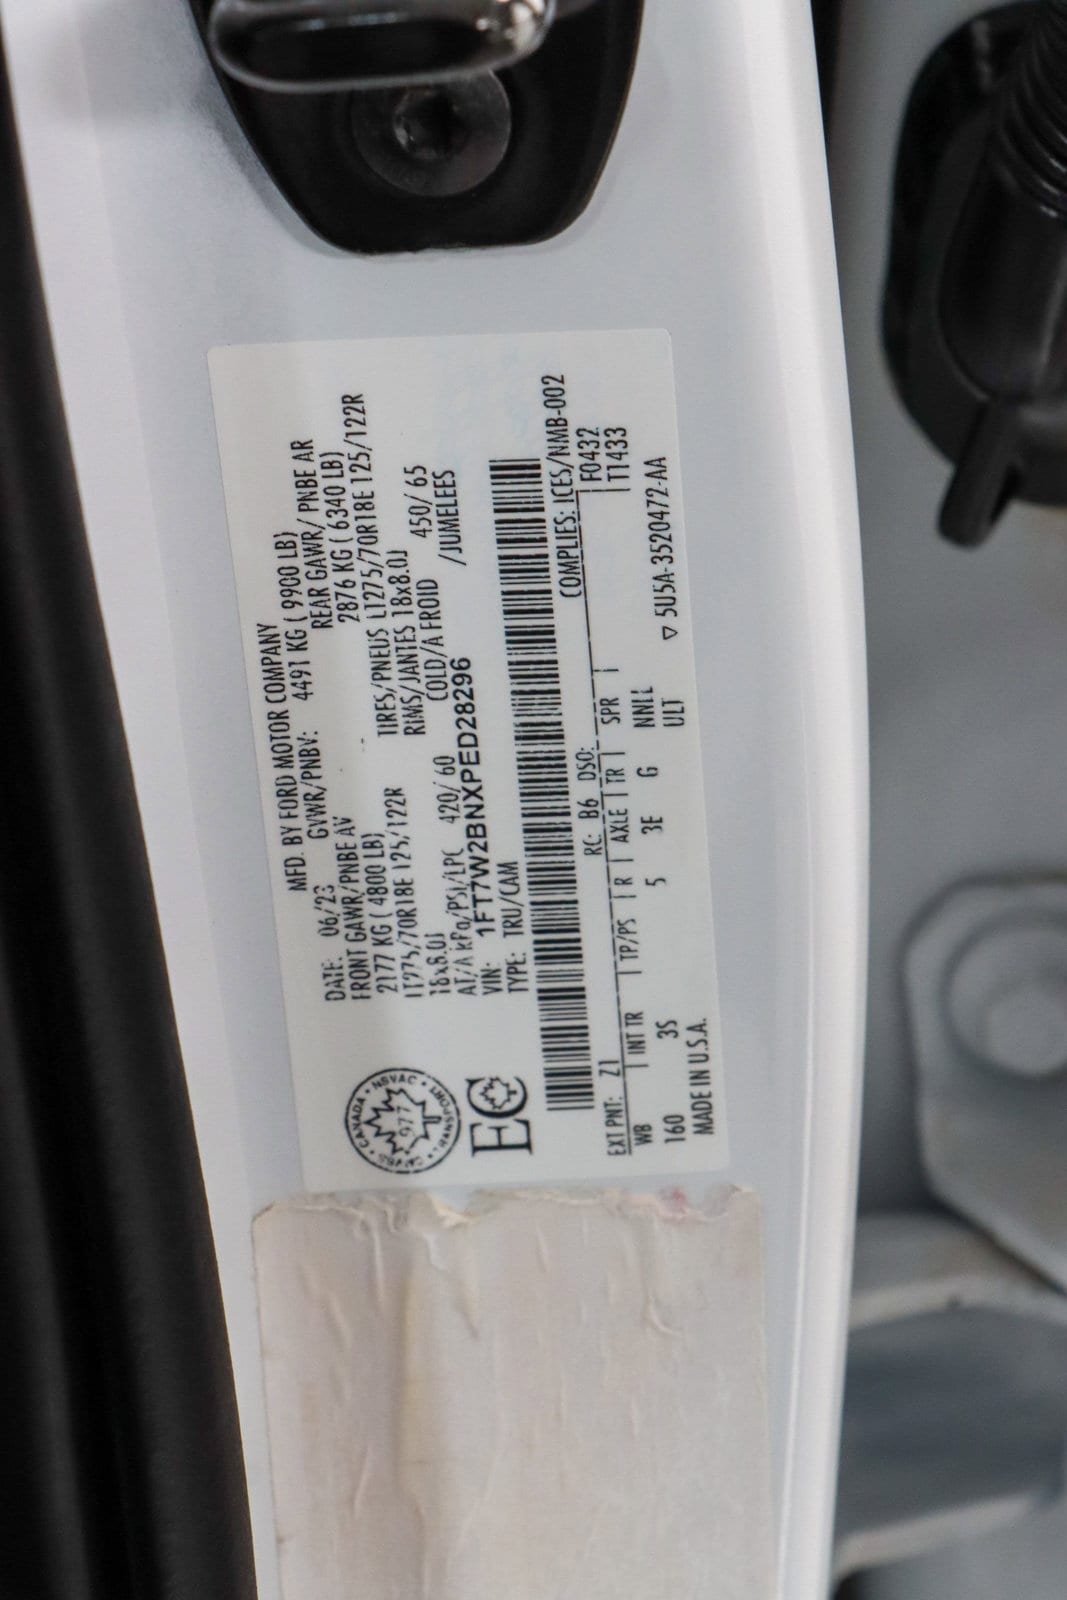 MFD. BY FORD MOTOR COMPANY
DATE: 06/23 GVWR/PNBV: 4491 KG ( 9900 LB)
FRONT GAWR/PNBE AV REAR GAWR/ PNBE AR
2177 KG ( 4800 LB) 2876 KG ( 6340 LB)
LT275/70R18E 125/122R TIRES/PNEUS LT275/70R18E 125/122R
18x8.0J RIMS/JANTES 18x8.0J
AT/A kPa/PSI/LPC 420/ 60 COLD/A FROID 450/ 65
VIN: 1FT7W2BNXPED28296 /JUMELEES
TYPE: TRU/CAM
CANADA • NSVAC • TRANSPORT •
977
EC
COMPLIES: ICES/NMB-002
EXT PNT: Z1 RC: B6 DSO: F0432
WB INT TR TP/PS R AXLE TR SPR T1433
160 3S 5 3E G NNLL
MADE IN U.S.A. ULT ▽ 5U5A-3520472-AA